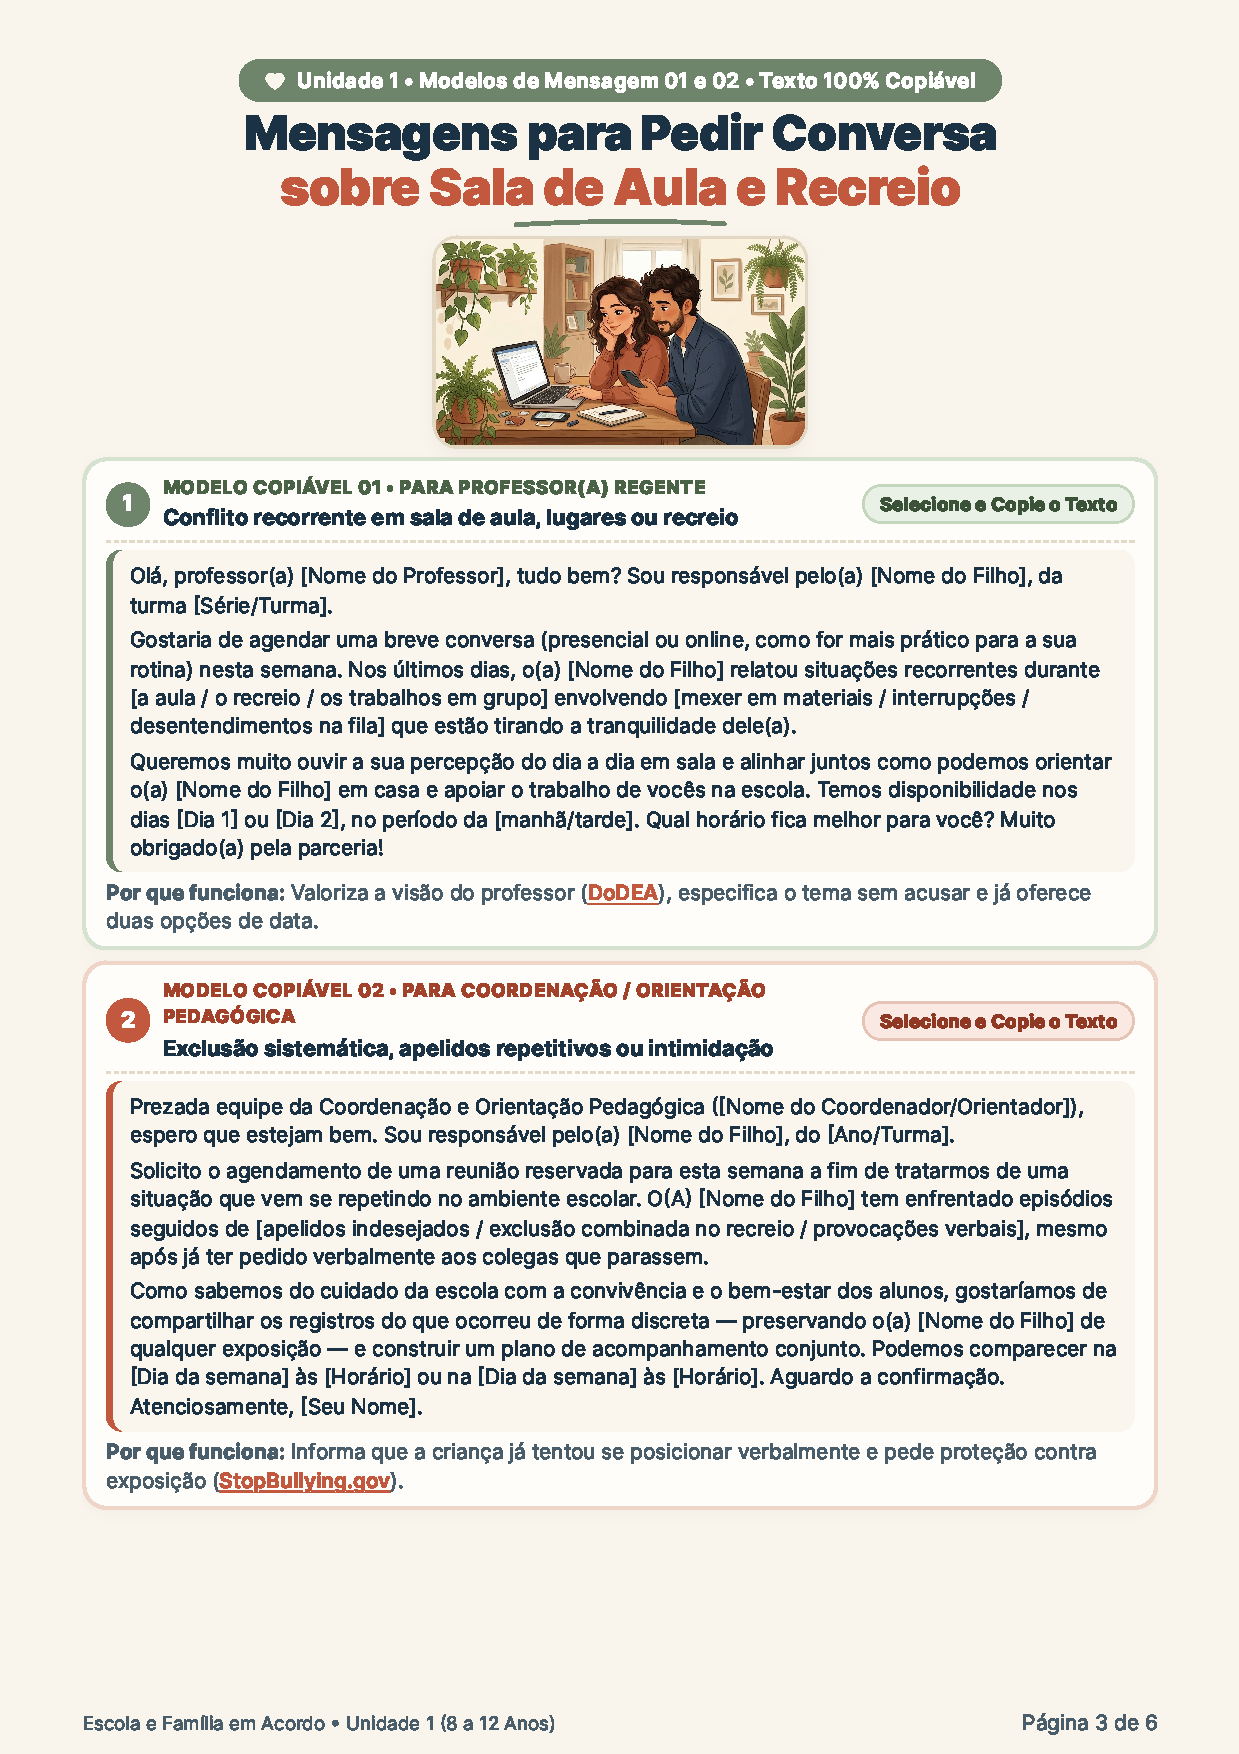 Unidade 1 • Modelos de Mensagem 01 e 02 • Texto 100% Copiável
Mensagens para Pedir Conversa
sobre Sala de Aula e Recreio
1
MODELO COPIÁVEL 01 • PARA PROFESSOR(A) REGENTE
Conflito recorrente em sala de aula, lugares ou recreio
Selecione e Copie o Texto
Olá, professor(a) [Nome do Professor], tudo bem? Sou responsável pelo(a) [Nome do Filho], da
turma [Série/Turma].
Gostaria de agendar uma breve conversa (presencial ou online, como for mais prático para a sua
rotina) nesta semana. Nos últimos dias, o(a) [Nome do Filho] relatou situações recorrentes durante
[a aula / o recreio / os trabalhos em grupo] envolvendo [mexer em materiais / interrupções /
desentendimentos na fila] que estão tirando a tranquilidade dele(a).
Queremos muito ouvir a sua percepção do dia a dia em sala e alinhar juntos como podemos orientar
o(a) [Nome do Filho] em casa e apoiar o trabalho de vocês na escola. Temos disponibilidade nos
dias [Dia 1] ou [Dia 2], no período da [manhã/tarde]. Qual horário fica melhor para você? Muito
obrigado(a) pela parceria!
Por que funciona: Valoriza a visão do professor (DoDEA), especifica o tema sem acusar e já oferece
duas opções de data.
2
MODELO COPIÁVEL 02 • PARA COORDENAÇÃO / ORIENTAÇÃO
PEDAGÓGICA
Exclusão sistemática, apelidos repetitivos ou intimidação
Selecione e Copie o Texto
Prezada equipe da Coordenação e Orientação Pedagógica ([Nome do Coordenador/Orientador]),
espero que estejam bem. Sou responsável pelo(a) [Nome do Filho], do [Ano/Turma].
Solicito o agendamento de uma reunião reservada para esta semana a fim de tratarmos de uma
situação que vem se repetindo no ambiente escolar. O(A) [Nome do Filho] tem enfrentado episódios
seguidos de [apelidos indesejados / exclusão combinada no recreio / provocações verbais], mesmo
após já ter pedido verbalmente aos colegas que parassem.
Como sabemos do cuidado da escola com a convivência e o bem-estar dos alunos, gostaríamos de
compartilhar os registros do que ocorreu de forma discreta — preservando o(a) [Nome do Filho] de
qualquer exposição — e construir um plano de acompanhamento conjunto. Podemos comparecer na
[Dia da semana] às [Horário] ou na [Dia da semana] às [Horário]. Aguardo a confirmação.
Atenciosamente, [Seu Nome].
Por que funciona: Informa que a criança já tentou se posicionar verbalmente e pede proteção contra
exposição (StopBullying.gov).
Escola e Família em Acordo • Unidade 1 (8 a 12 Anos)
Página 3 de 6